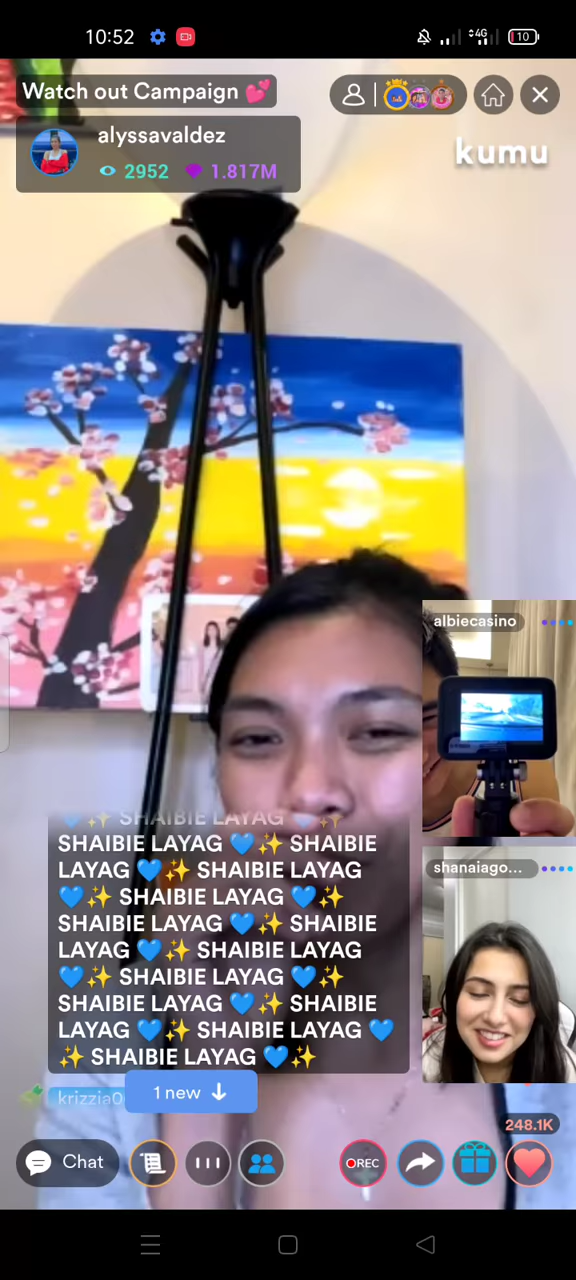 10:52
4G
10
Watch out Campaign 💕
alyssavaldez
2952 1.817M
kumu
albiecasino
shanaiago...
💙✨ SHAIBIE LAYAG 💙✨
SHAIBIE LAYAG 💙✨ SHAIBIE
LAYAG 💙✨ SHAIBIE LAYAG
💙✨ SHAIBIE LAYAG 💙✨
SHAIBIE LAYAG 💙✨ SHAIBIE
LAYAG 💙✨ SHAIBIE LAYAG
💙✨ SHAIBIE LAYAG 💙✨
SHAIBIE LAYAG 💙✨ SHAIBIE
LAYAG 💙✨ SHAIBIE LAYAG 💙
✨ SHAIBIE LAYAG 💙✨
1 new ↓
248.1K
Chat
REC